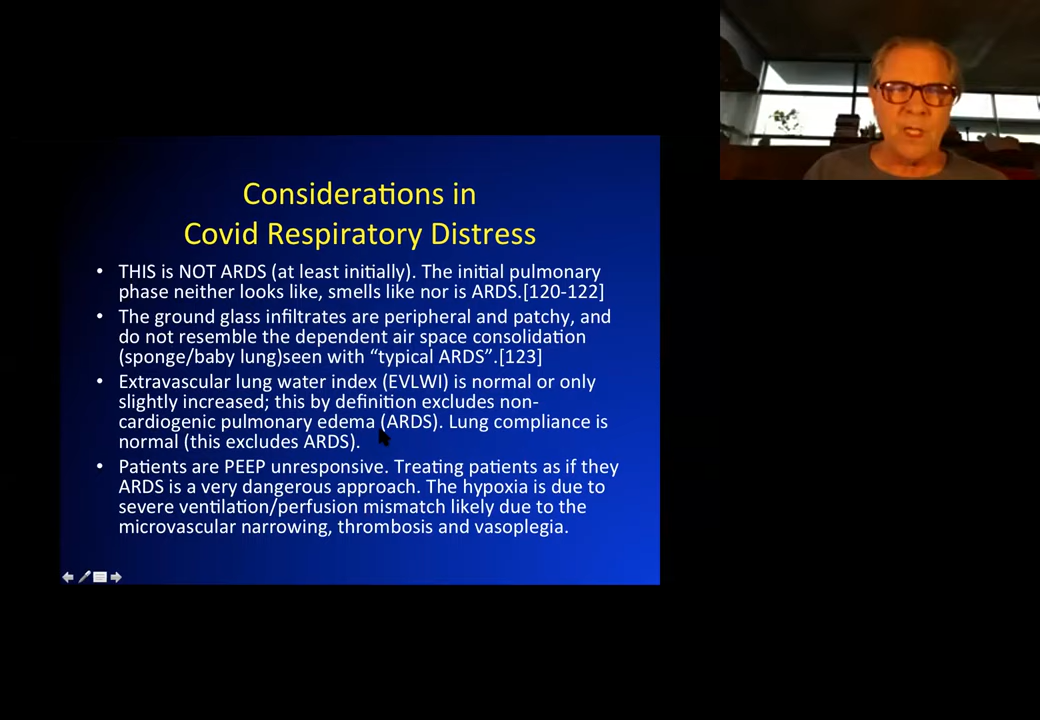 Considerations in
Covid Respiratory Distress
• THIS is NOT ARDS (at least initially). The initial pulmonary
phase neither looks like, smells like nor is ARDS.[120-122]
• The ground glass infiltrates are peripheral and patchy, and
do not resemble the dependent air space consolidation
(sponge/baby lung)seen with “typical ARDS”.[123]
• Extravascular lung water index (EVLWI) is normal or only
slightly increased; this by definition excludes non-
cardiogenic pulmonary edema (ARDS). Lung compliance is
normal (this excludes ARDS).
• Patients are PEEP unresponsive. Treating patients as if they
ARDS is a very dangerous approach. The hypoxia is due to
severe ventilation/perfusion mismatch likely due to the
microvascular narrowing, thrombosis and vasoplegia.